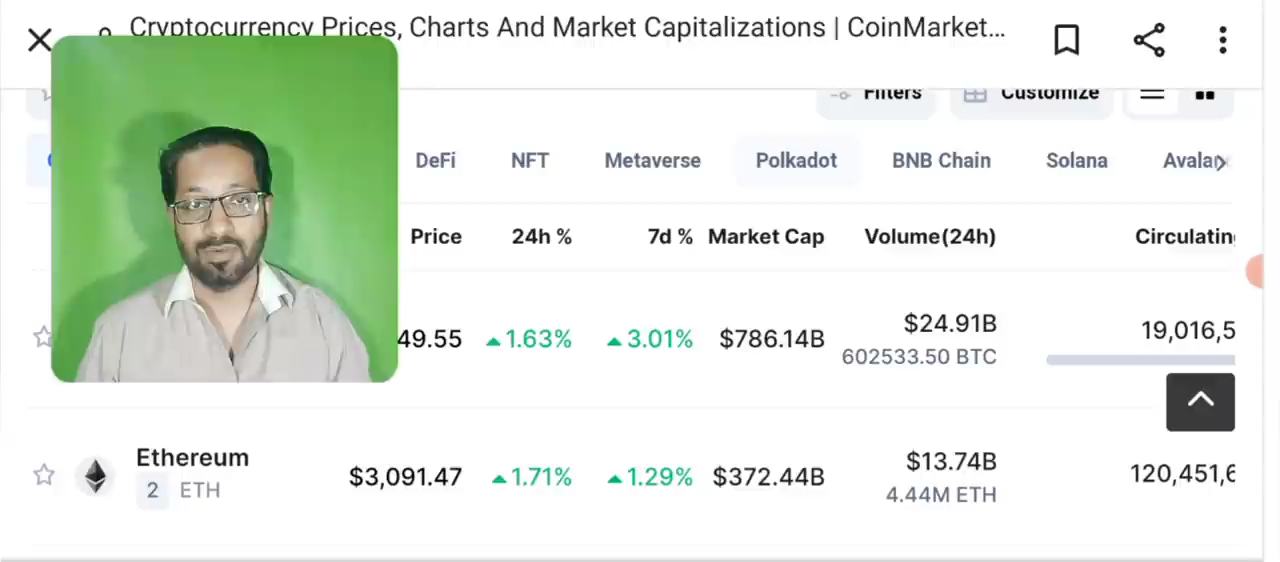 Cryptocurrency Prices, Charts And Market Capitalizations | CoinMarket...
Filters Customize
DeFi NFT Metaverse Polkadot BNB Chain Solana Avalan
Price 24h % 7d % Market Cap Volume(24h) Circulating
49.55 1.63% 3.01% $786.14B $24.91B 19,016,5
602533.50 BTC
Ethereum
2 ETH
$3,091.47 1.71% 1.29% $372.44B $13.74B 120,451,6
4.44M ETH